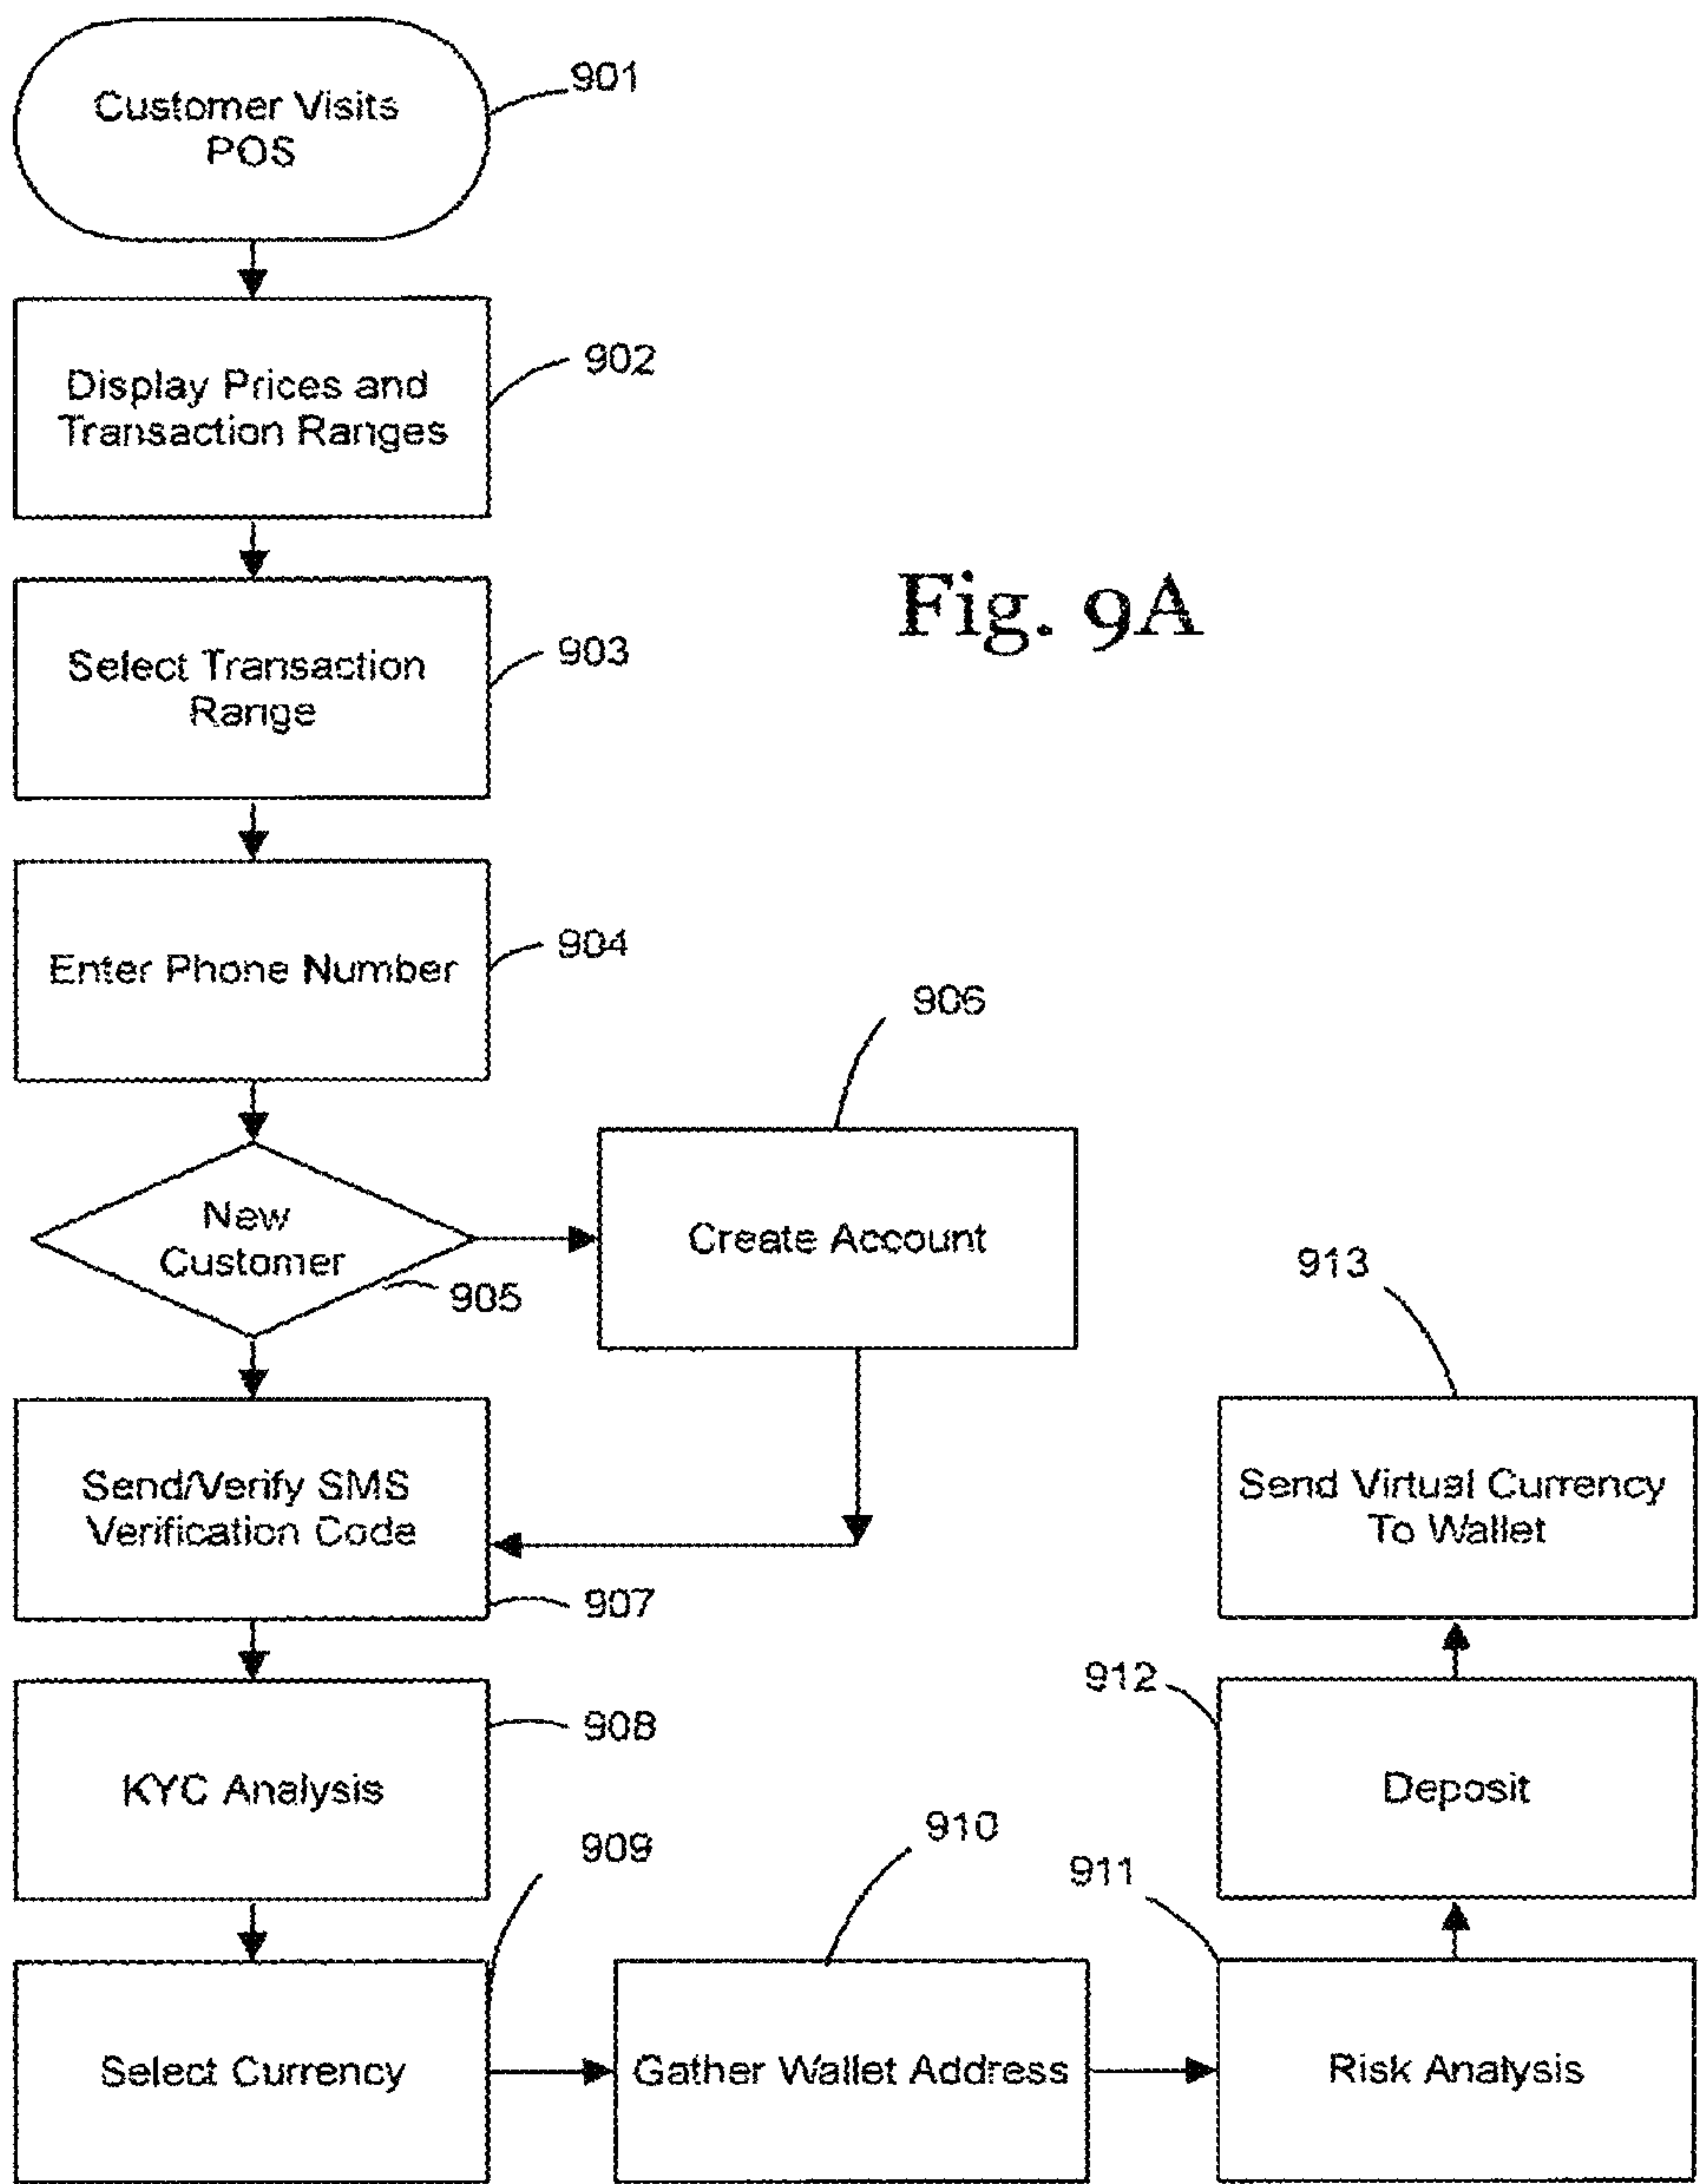 Customer Visits
POS
901
Display Prices and
Transaction Ranges
902
Fig. 9A
Select Transaction
Range
903
Enter Phone Number
904
906
New
Customer
905
Create Account
913
Send/Verify SMS
Verification Code
907
Send Virtual Currency
To Wallet
KYC Analysis
908
912
Deposit
909
910
911
Select Currency
Gather Wallet Address
Risk Analysis